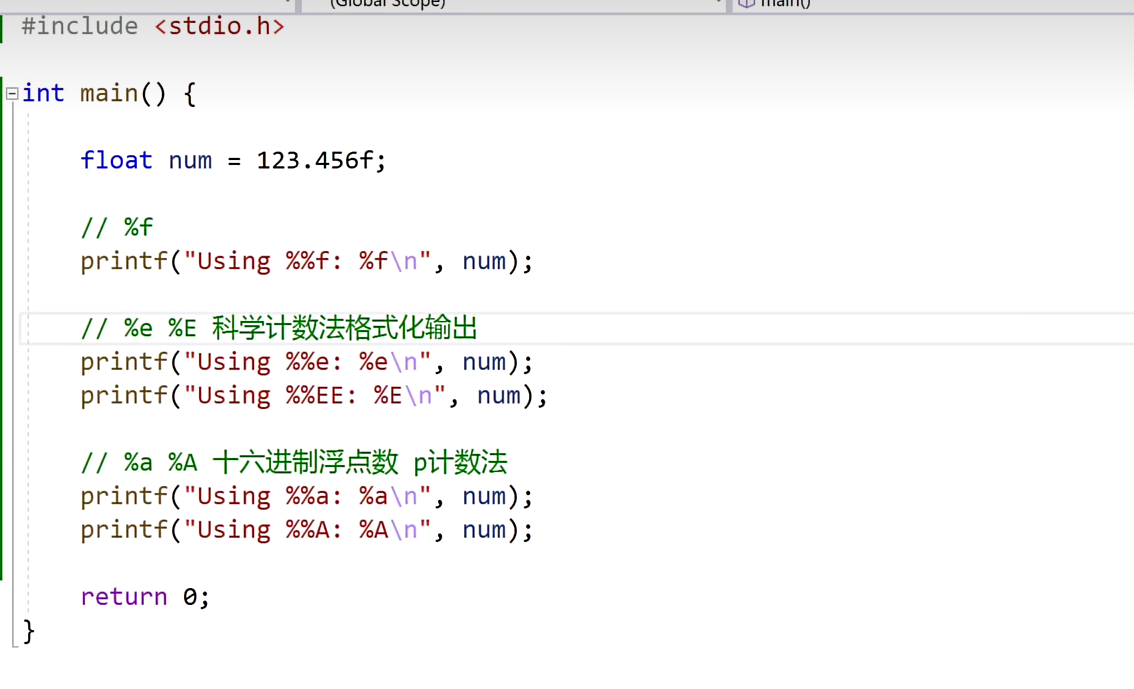 (Global Scope) main()
#include <stdio.h>
int main() {
float num = 123.456f;
// %f
printf("Using %%f: %f\n", num);
// %e %E 科学计数法格式化输出
printf("Using %%e: %e\n", num);
printf("Using %%EE: %E\n", num);
// %a %A 十六进制浮点数 p计数法
printf("Using %%a: %a\n", num);
printf("Using %%A: %A\n", num);
return 0;
}